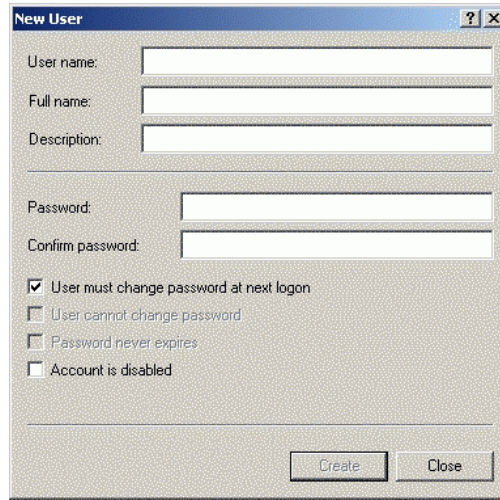 New User
User name:
Full name:
Description:
Password:
Confirm password:
User must change password at next logon
User cannot change password
Password never expires
Account is disabled
Create Close